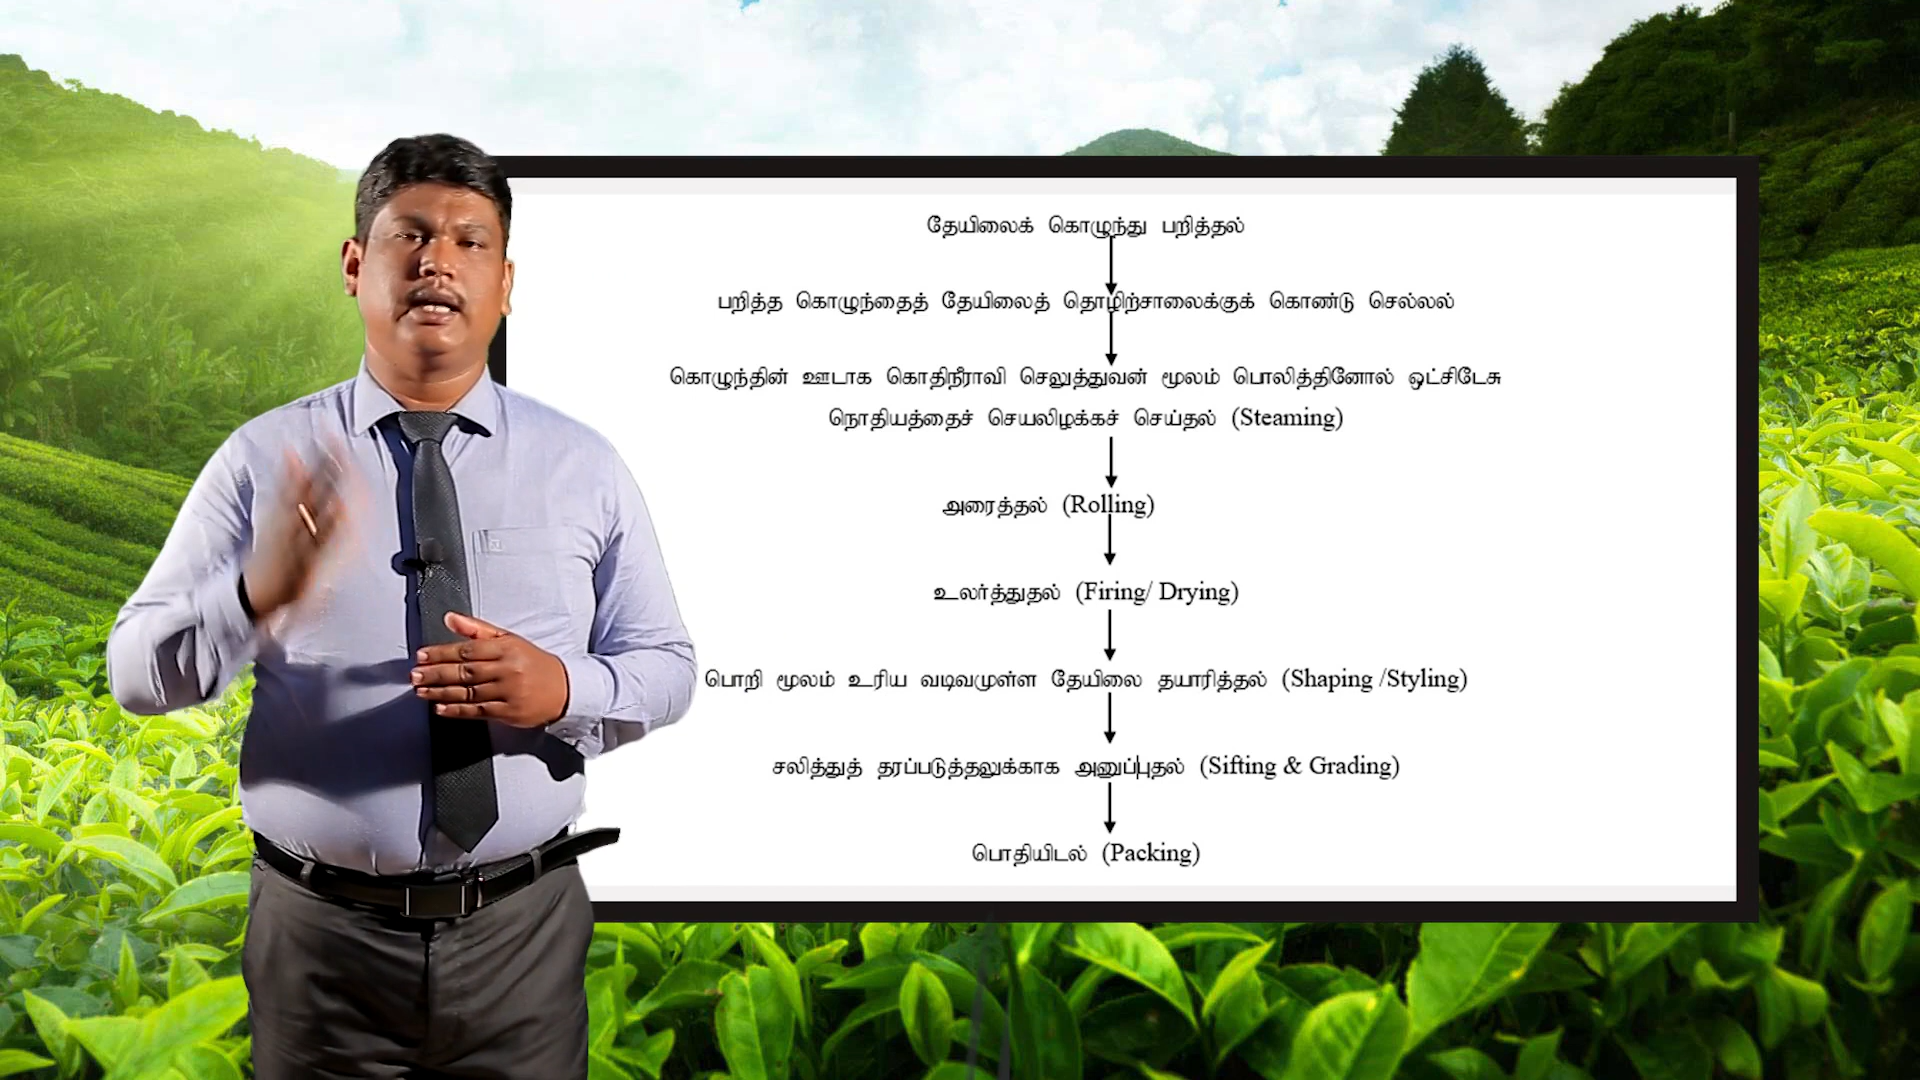 தேயிலைக் கொழுந்து பறித்தல்
பறித்த கொழுந்தைத் தேயிலைத் தொழிற்சாலைக்குக் கொண்டு செல்லல்
கொழுந்தின் ஊடாக கொதிநீராவி செலுத்துவன் மூலம் பொலித்தினோல் ஒட்சிடேசு
நொதியத்தைச் செயலிழக்கச் செய்தல் (Steaming)
அரைத்தல் (Rolling)
உலர்த்துதல் (Firing/ Drying)
பொறி மூலம் உரிய வடிவமுள்ள தேயிலை தயாரித்தல் (Shaping /Styling)
சலித்துத் தரப்படுத்தலுக்காக அனுப்புதல் (Sifting & Grading)
பொதியிடல் (Packing)